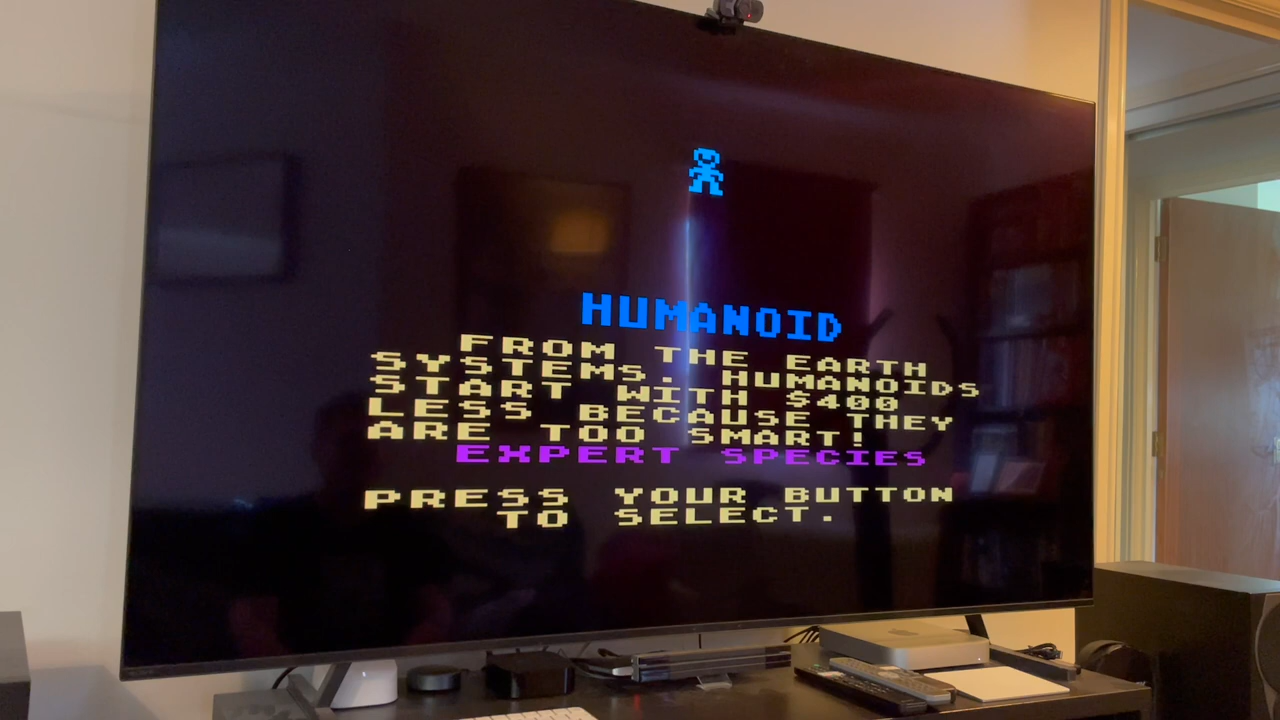 HUMANOID
FROM THE EARTH
SYSTEMS. HUMANOIDS
START WITH $400
LESS BECAUSE THEY
ARE TOO SMART!
EXPERT SPECIES
PRESS YOUR BUTTON
TO SELECT.